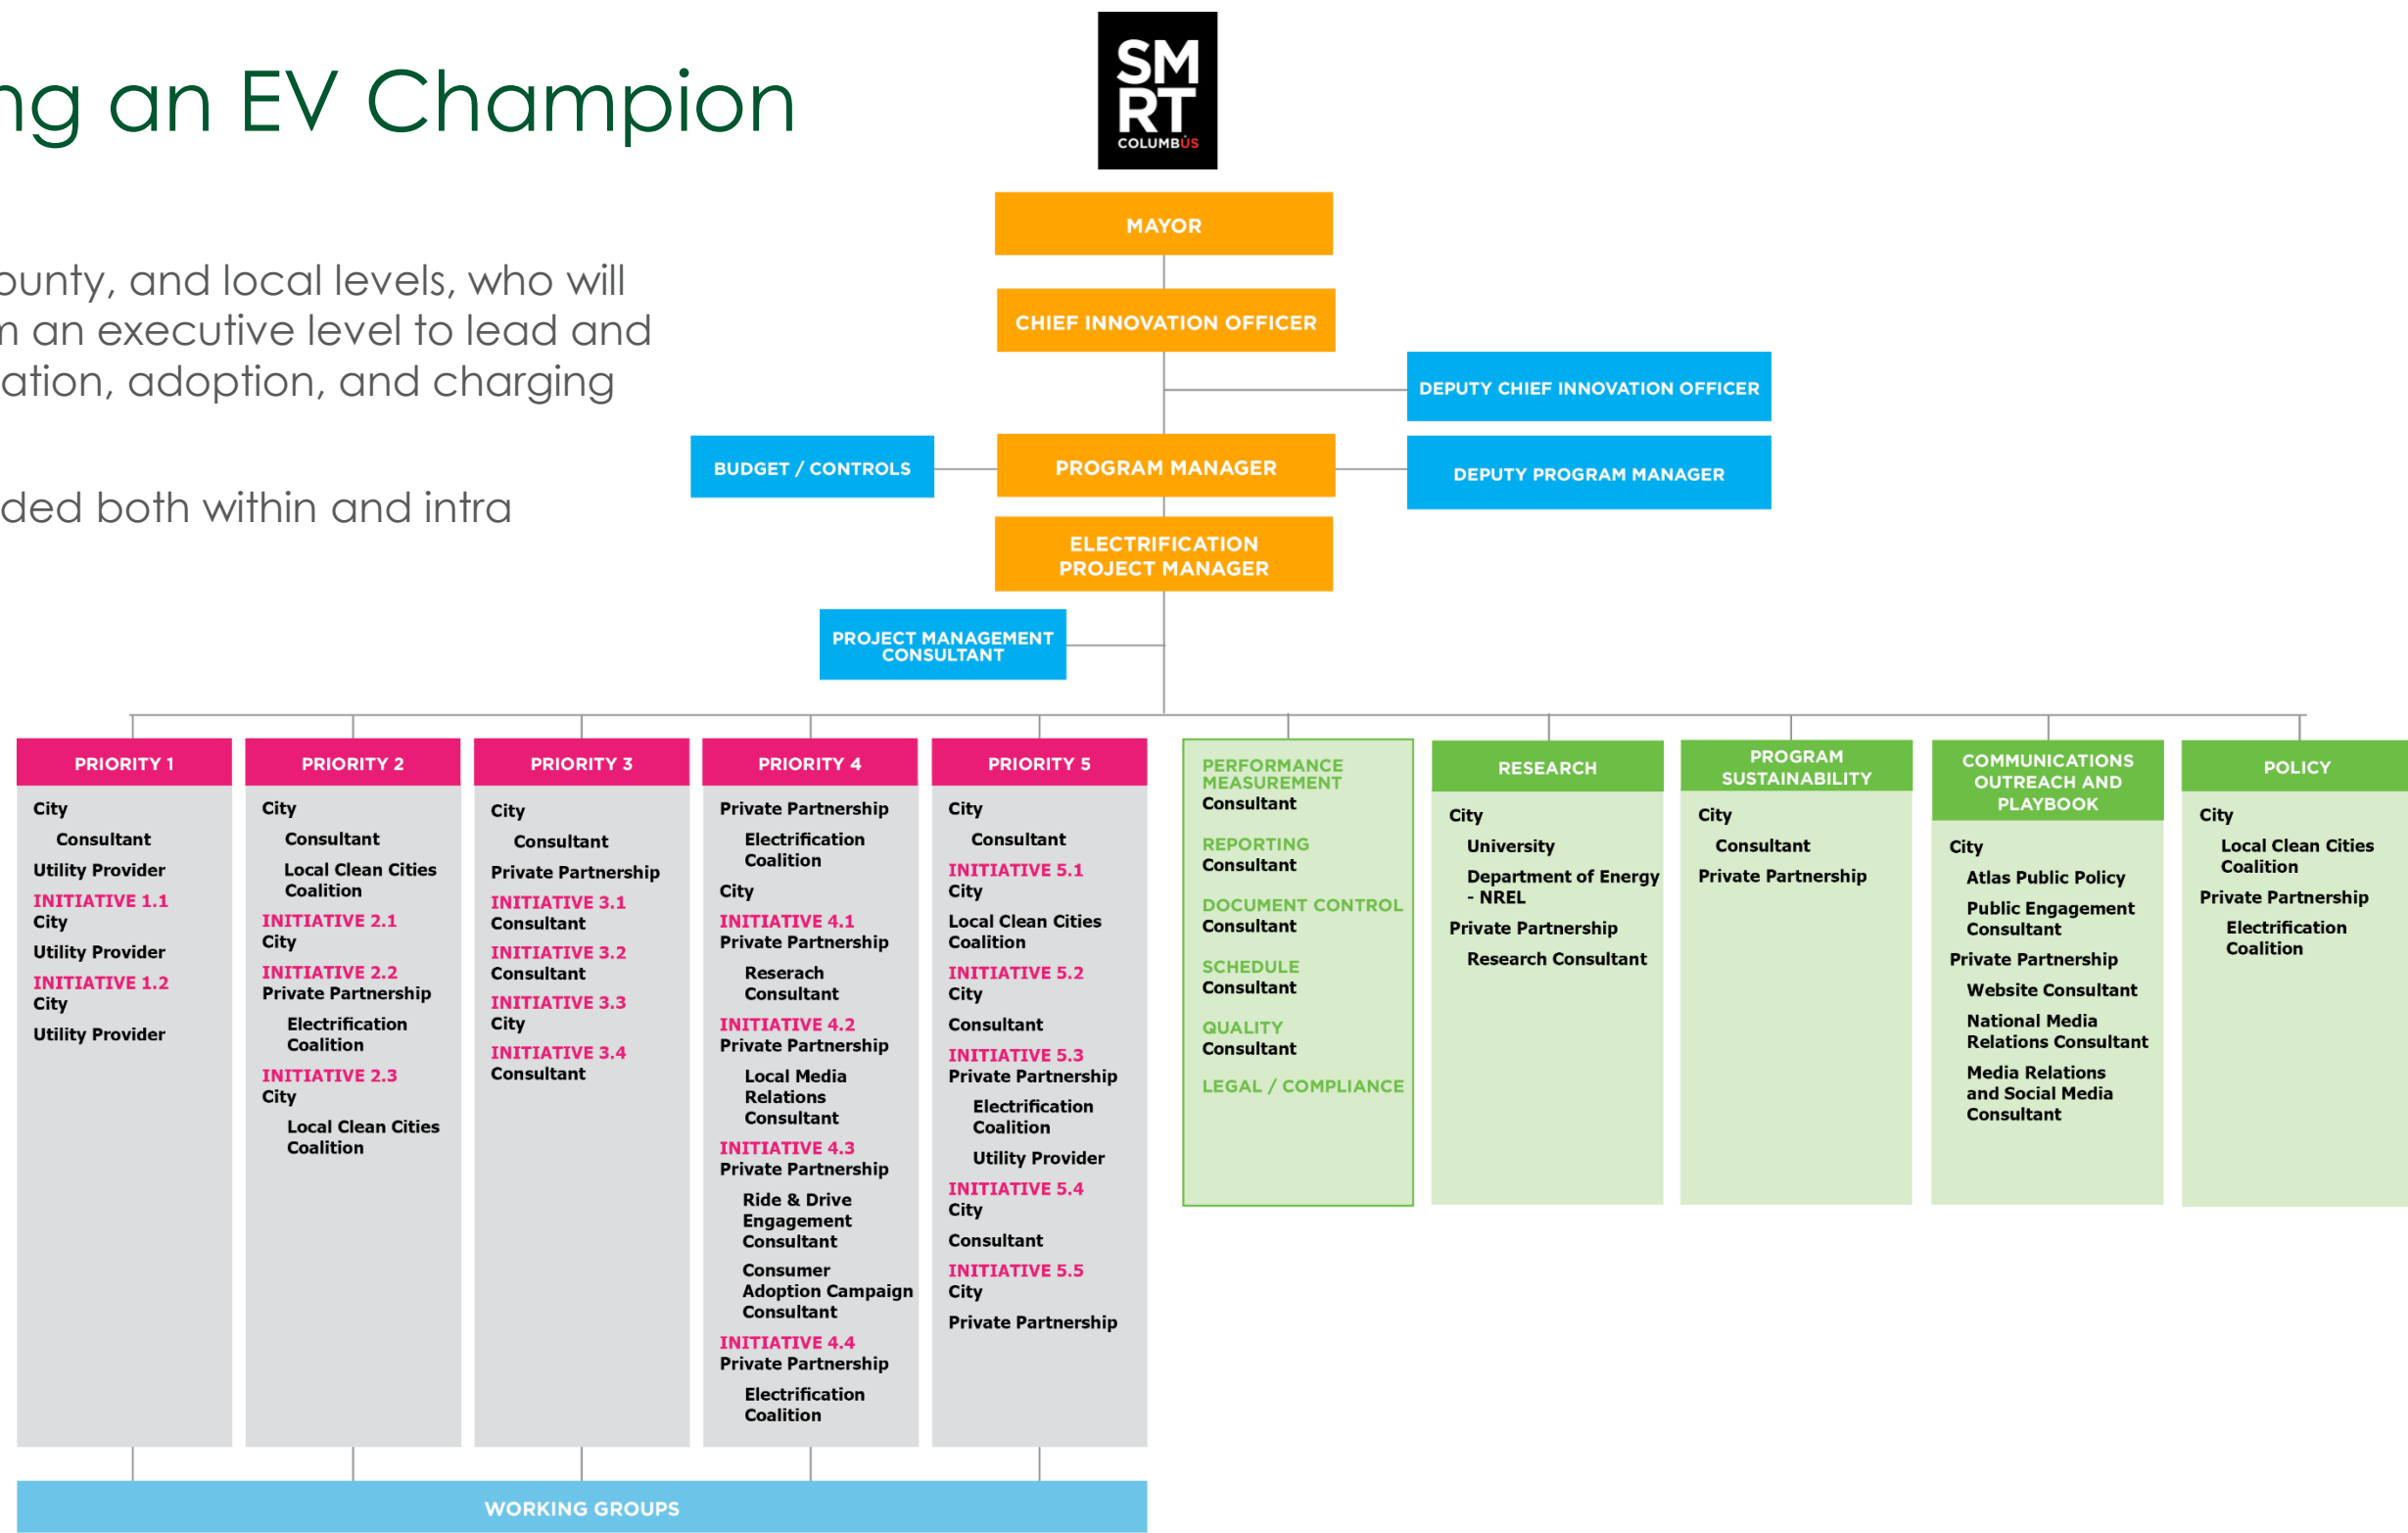 ng an EV Champion
SM
RT
COLUMBUS
ounty, and local levels, who will
an executive level to lead and
ation, adoption, and charging
ded both within and intra
MAYOR
CHIEF INNOVATION OFFICER
DEPUTY CHIEF INNOVATION OFFICER
BUDGET / CONTROLS
PROGRAM MANAGER
DEPUTY PROGRAM MANAGER
ELECTRIFICATION
PROJECT MANAGER
PROJECT MANAGEMENT
CONSULTANT
PRIORITY 1
City
Consultant
Utility Provider
INITIATIVE 1.1
City
Utility Provider
INITIATIVE 1.2
City
Utility Provider
PRIORITY 2
City
Consultant
Local Clean Cities
Coalition
INITIATIVE 2.1
City
INITIATIVE 2.2
Private Partnership
Electrification
Coalition
INITIATIVE 2.3
City
Local Clean Cities
Coalition
PRIORITY 3
City
Consultant
Private Partnership
INITIATIVE 3.1
Consultant
INITIATIVE 3.2
Consultant
INITIATIVE 3.3
City
INITIATIVE 3.4
Consultant
PRIORITY 4
Private Partnership
Electrification
Coalition
City
INITIATIVE 4.1
Private Partnership
Reserach
Consultant
INITIATIVE 4.2
Private Partnership
Local Media
Relations
Consultant
INITIATIVE 4.3
Private Partnership
Ride & Drive
Engagement
Consultant
Consumer
Adoption Campaign
Consultant
INITIATIVE 4.4
Private Partnership
Electrification
Coalition
PRIORITY 5
City
Consultant
INITIATIVE 5.1
City
Local Clean Cities
Coalition
INITIATIVE 5.2
City
Consultant
INITIATIVE 5.3
Private Partnership
Electrification
Coalition
Utility Provider
INITIATIVE 5.4
City
Consultant
INITIATIVE 5.5
City
Private Partnership
PERFORMANCE
MEASUREMENT
Consultant
REPORTING
Consultant
DOCUMENT CONTROL
Consultant
SCHEDULE
Consultant
QUALITY
Consultant
LEGAL / COMPLIANCE
RESEARCH
City
University
Department of Energy
- NREL
Private Partnership
Research Consultant
PROGRAM
SUSTAINABILITY
City
Consultant
Private Partnership
COMMUNICATIONS
OUTREACH AND
PLAYBOOK
City
Atlas Public Policy
Public Engagement
Consultant
Private Partnership
Website Consultant
National Media
Relations Consultant
Media Relations
and Social Media
Consultant
POLICY
City
Local Clean Cities
Coalition
Private Partnership
Electrification
Coalition
WORKING GROUPS